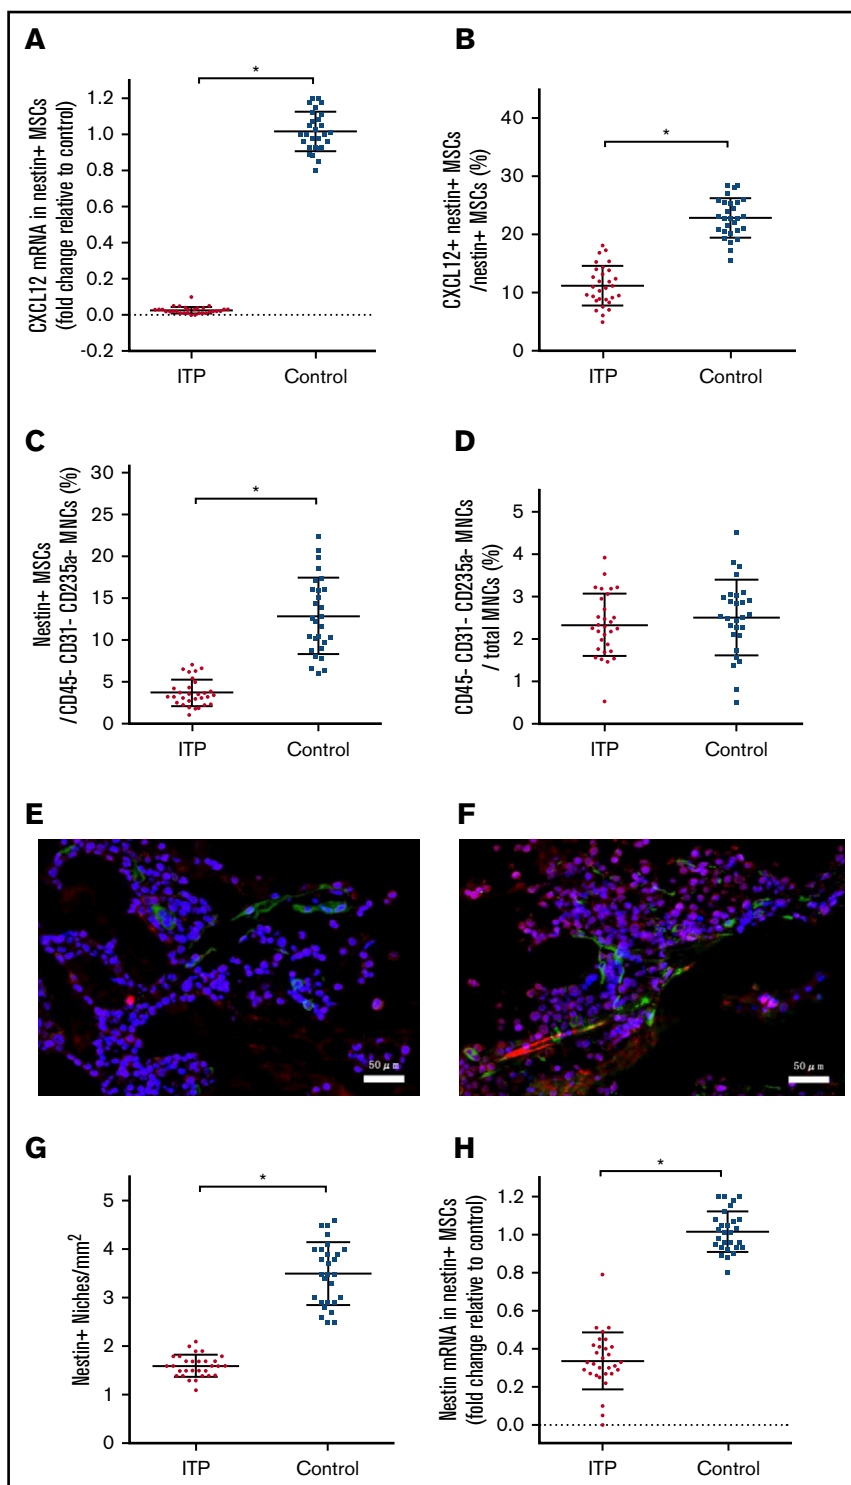 A
CXCL12 mRNA in nestin+ MSCs
(fold change relative to control)
1.2
1.0
0.8
0.6
0.4
0.2
0.0
-0.2
*
ITP
Control
B
CXCL12+ nestin+ MSCs
/nestin+ MSCs (%)
40
30
20
10
0
*
ITP
Control
C
Nestin+ MSCs
/CD45- CD31- CD235a- MNCs (%)
30
25
20
15
10
5
0
*
ITP
Control
D
CD45- CD31- CD235a- MNCs
/ total MNCs (%)
5
4
3
2
1
0
ITP
Control
E
50 μm
F
50 μm
G
Nestin+ Niches/mm²
5
4
3
2
1
0
*
ITP
Control
H
Nestin mRNA in nestin+ MSCs
(fold change relative to control)
1.2
1.0
0.8
0.6
0.4
0.2
0.0
*
ITP
Control